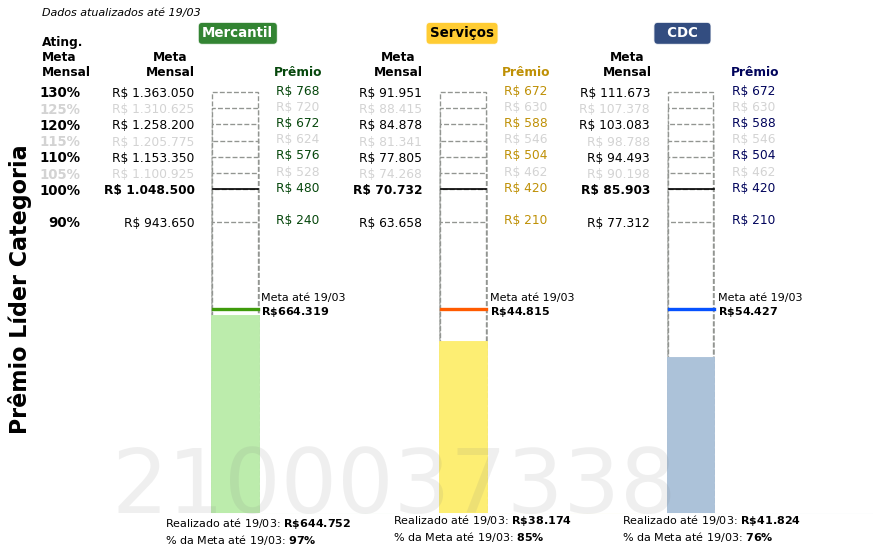 Dados atualizados até 19/03
Mercantil Serviços CDC
Ating. Meta Mensal
Meta Mensal Prêmio Meta Mensal Prêmio Meta Mensal Prêmio
130% R$ 1.363.050 R$ 768 R$ 91.951 R$ 672 R$ 111.673 R$ 672
125% R$ 1.310.625 R$ 720 R$ 88.415 R$ 630 R$ 107.378 R$ 630
120% R$ 1.258.200 R$ 672 R$ 84.878 R$ 588 R$ 103.083 R$ 588
115% R$ 1.205.775 R$ 624 R$ 81.341 R$ 546 R$ 98.788 R$ 546
110% R$ 1.153.350 R$ 576 R$ 77.805 R$ 504 R$ 94.493 R$ 504
105% R$ 1.100.925 R$ 528 R$ 74.268 R$ 462 R$ 90.198 R$ 462
100% R$ 1.048.500 R$ 480 R$ 70.732 R$ 420 R$ 85.903 R$ 420
90% R$ 943.650 R$ 240 R$ 63.658 R$ 210 R$ 77.312 R$ 210
Prêmio Líder Categoria
Meta até 19/03 Meta até 19/03 Meta até 19/03
R$664.319 R$44.815 R$54.427
2100037338
Realizado até 19/03: R$644.752 Realizado até 19/03: R$38.174 Realizado até 19/03: R$41.824
% da Meta até 19/03: 97% % da Meta até 19/03: 85% % da Meta até 19/03: 76%